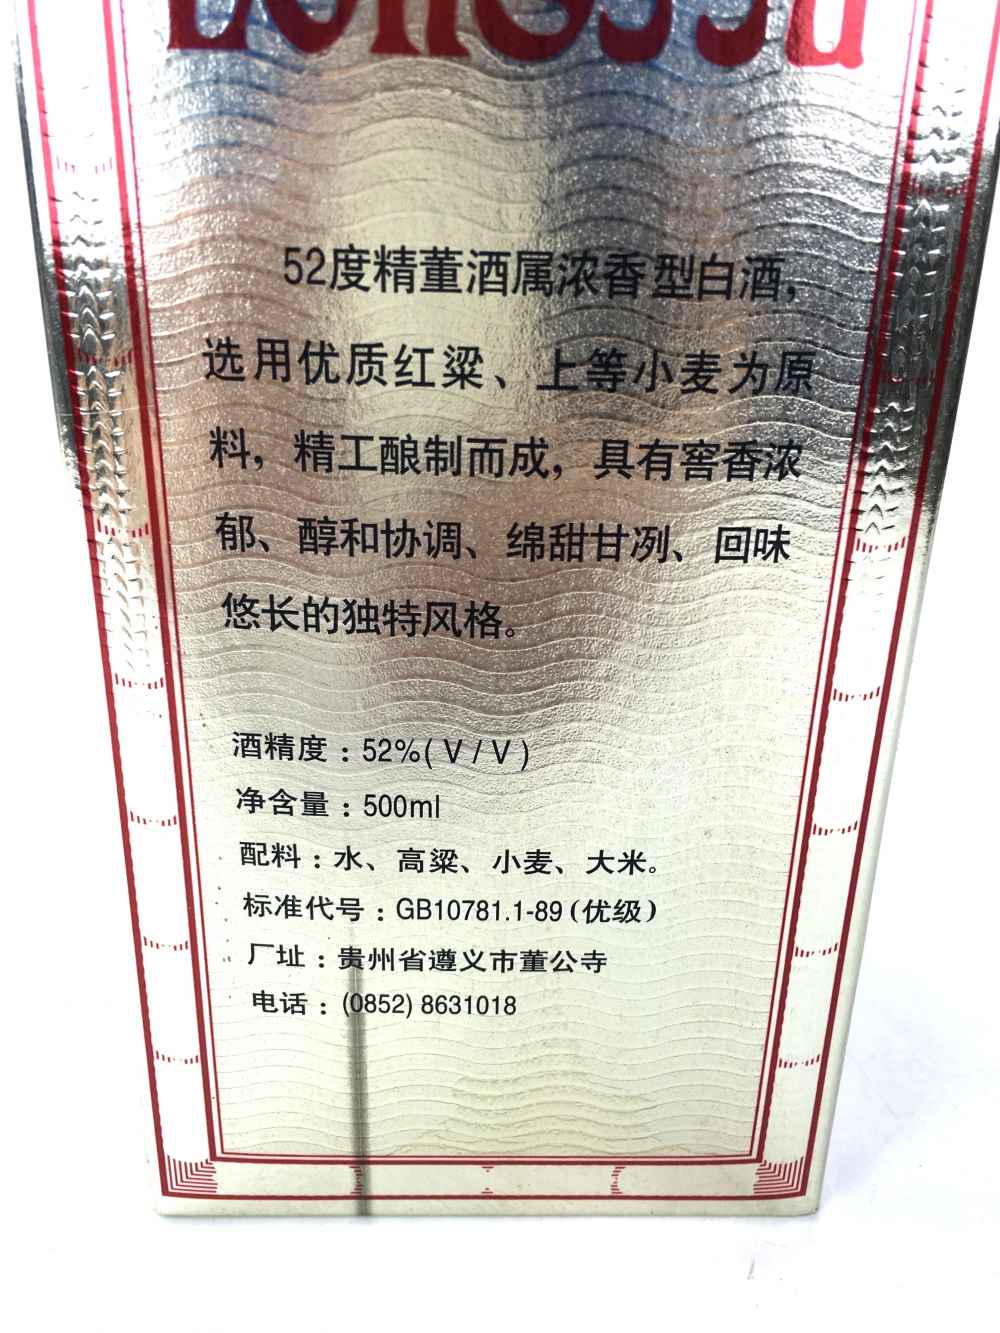 52度精董酒属浓香型白酒，
选用优质红粱、上等小麦为原
料，精工酿制而成，具有窖香浓
郁、醇和协调、绵甜甘冽、回味
悠长的独特风格。
酒精度：52%(V/V)
净含量：500ml
配料：水、高粱、小麦、大米。
标准代号：GB10781.1-89(优级)
厂址：贵州省遵义市董公寺
电话：(0852) 8631018